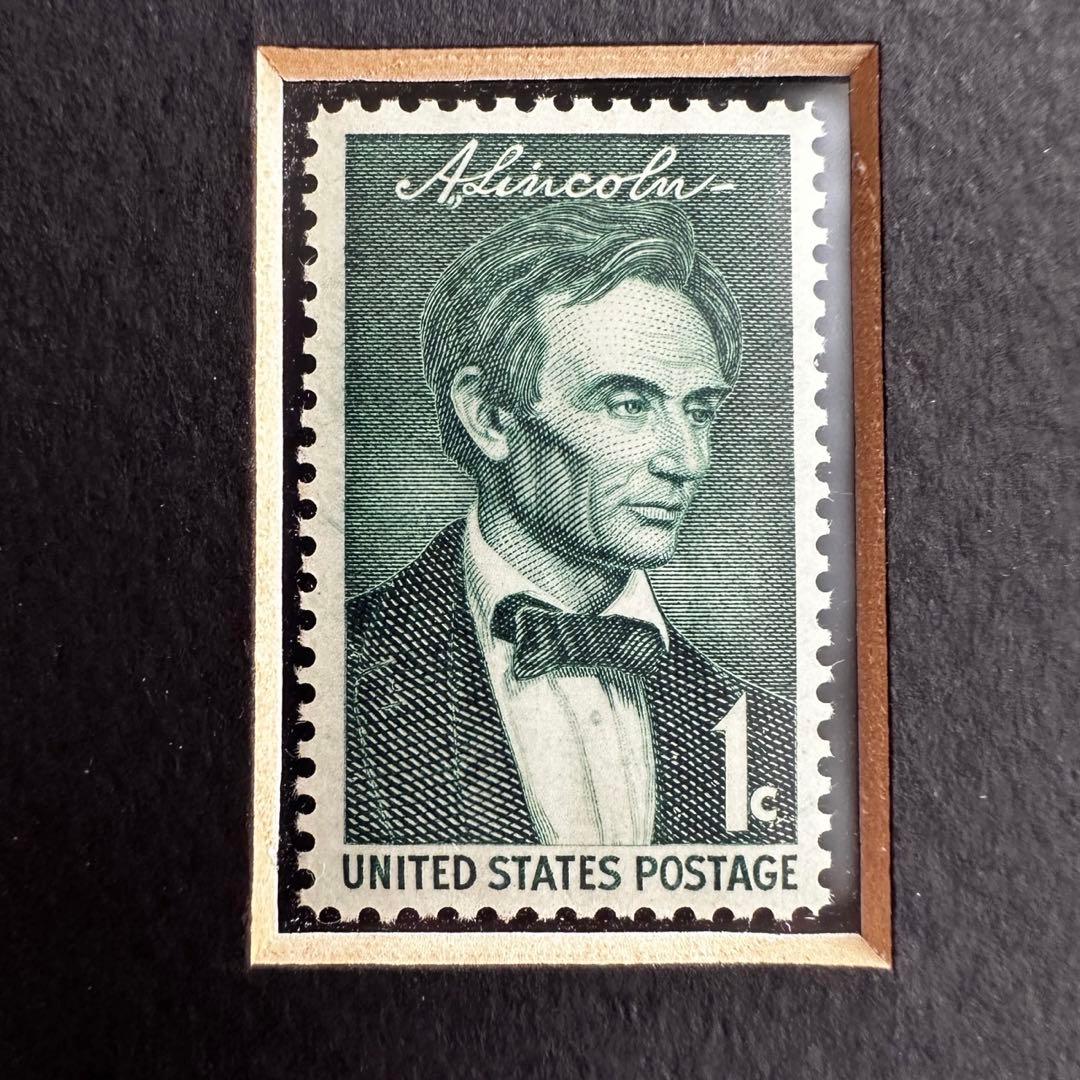 A. Lincoln
1c
UNITED STATES POSTAGE